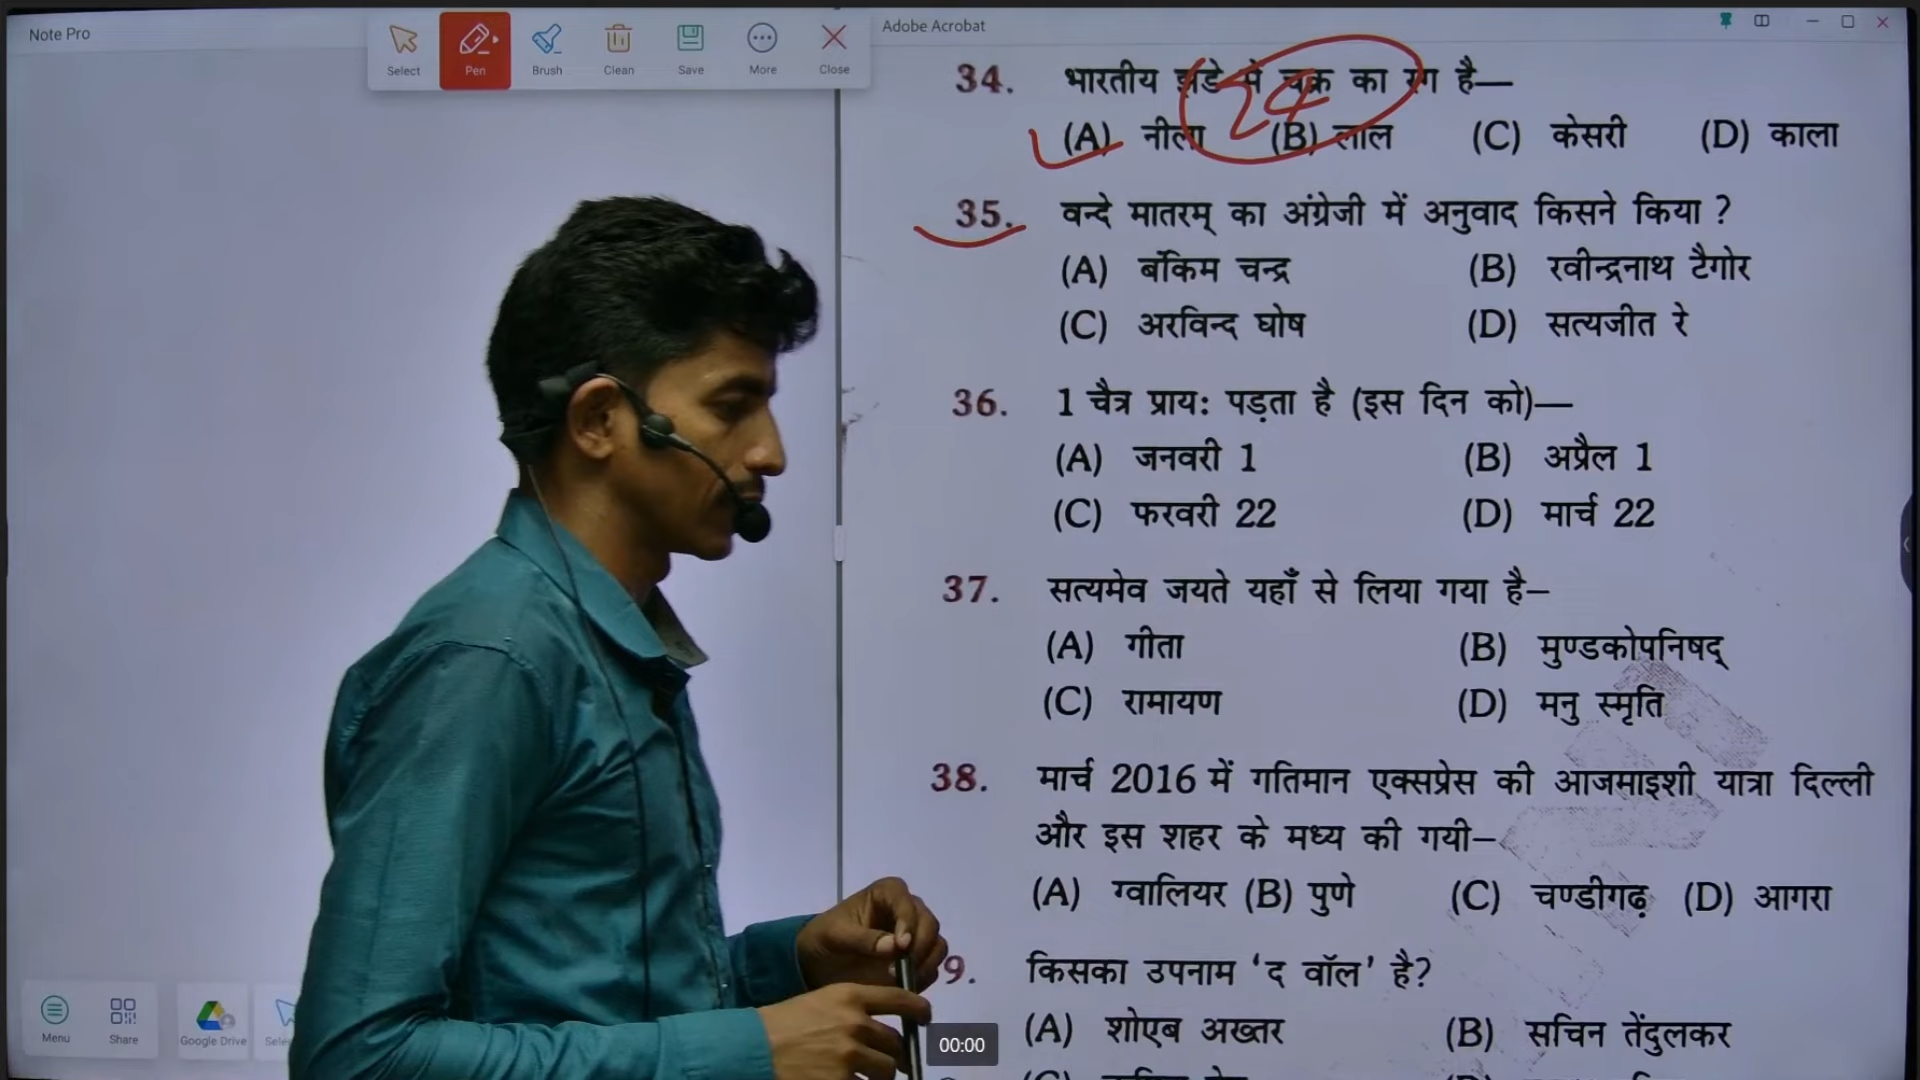 Note Pro
Select
Pen
Brush
Clean
Save
More
Close
Adobe Acrobat
34. भारतीय झंडे में चक्र का रंग है—
24
(A) नीला (B) लाल (C) केसरी (D) काला
35. वन्दे मातरम् का अंग्रेजी में अनुवाद किसने किया ?
(A) बंकिम चन्द्र (B) रवीन्द्रनाथ टैगोर
(C) अरविन्द घोष (D) सत्यजीत रे
36. 1 चैत्र प्रायः पड़ता है (इस दिन को)—
(A) जनवरी 1 (B) अप्रैल 1
(C) फरवरी 22 (D) मार्च 22
37. सत्यमेव जयते यहाँ से लिया गया है–
(A) गीता (B) मुण्डकोपनिषद्
(C) रामायण (D) मनु स्मृति
38. मार्च 2016 में गतिमान एक्सप्रेस की आजमाइशी यात्रा दिल्ली
और इस शहर के मध्य की गयी–
(A) ग्वालियर (B) पुणे (C) चण्डीगढ़ (D) आगरा
9. किसका उपनाम ‘द वॉल’ है?
(A) शोएब अख्तर (B) सचिन तेंदुलकर
Menu
Share
Google Drive
00:00